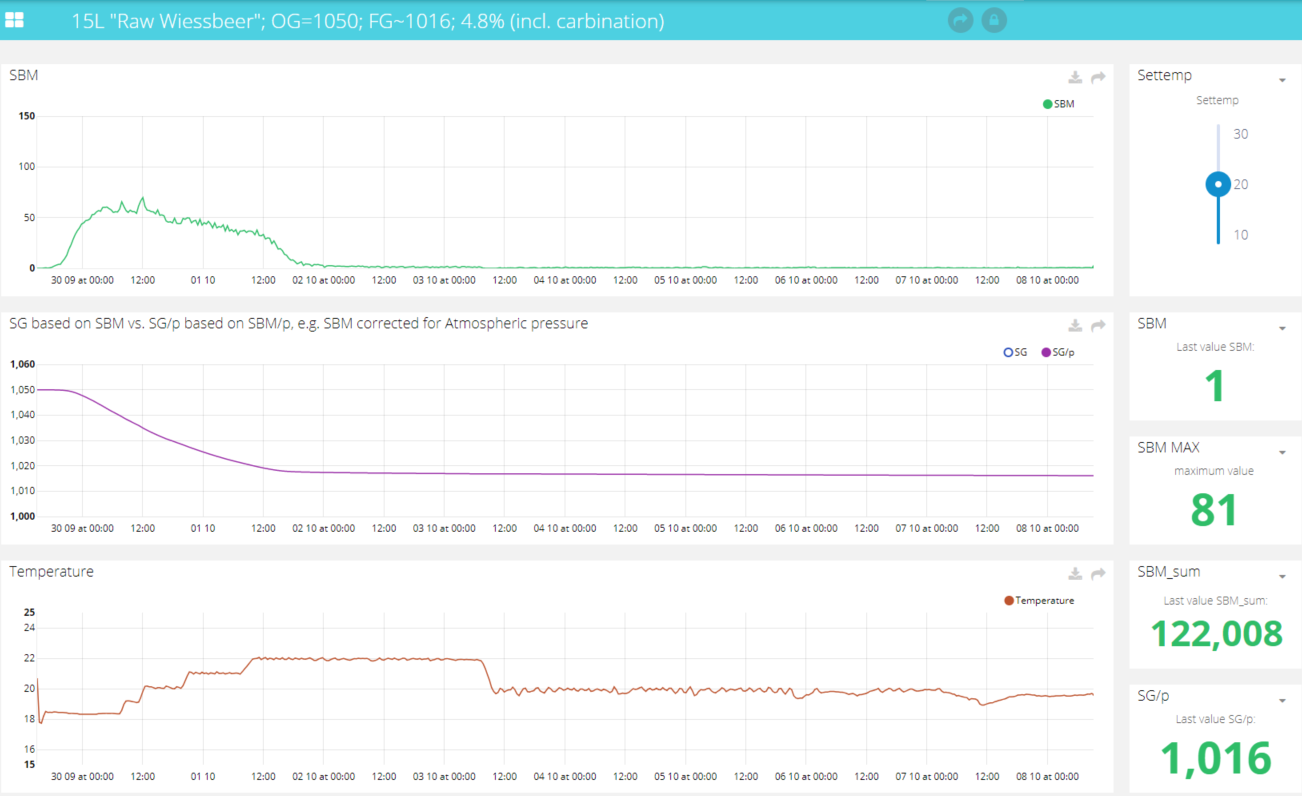 15L "Raw Wiessbeer"; OG=1050; FG~1016; 4.8% (incl. carbination)
SBM
SBM
150
100
50
0
30 09 at 00:00 12:00 01 10 12:00 02 10 at 00:00 12:00 03 10 at 00:00 12:00 04 10 at 00:00 12:00 05 10 at 00:00 12:00 06 10 at 00:00 12:00 07 10 at 00:00 12:00 08 10 at 00:00
SG based on SBM vs. SG/p based on SBM/p, e.g. SBM corrected for Atmospheric pressure
SG SG/p
1,060
1,050
1,040
1,030
1,020
1,010
1,000
30 09 at 00:00 12:00 01 10 12:00 02 10 at 00:00 12:00 03 10 at 00:00 12:00 04 10 at 00:00 12:00 05 10 at 00:00 12:00 06 10 at 00:00 12:00 07 10 at 00:00 12:00 08 10 at 00:00
Temperature
Temperature
25
24
22
20
18
16
15
30 09 at 00:00 12:00 01 10 12:00 02 10 at 00:00 12:00 03 10 at 00:00 12:00 04 10 at 00:00 12:00 05 10 at 00:00 12:00 06 10 at 00:00 12:00 07 10 at 00:00 12:00 08 10 at 00:00
Settemp
Settemp
30
20
10
SBM
Last value SBM:
1
SBM MAX
maximum value
81
SBM_sum
Last value SBM_sum:
122,008
SG/p
Last value SG/p:
1,016